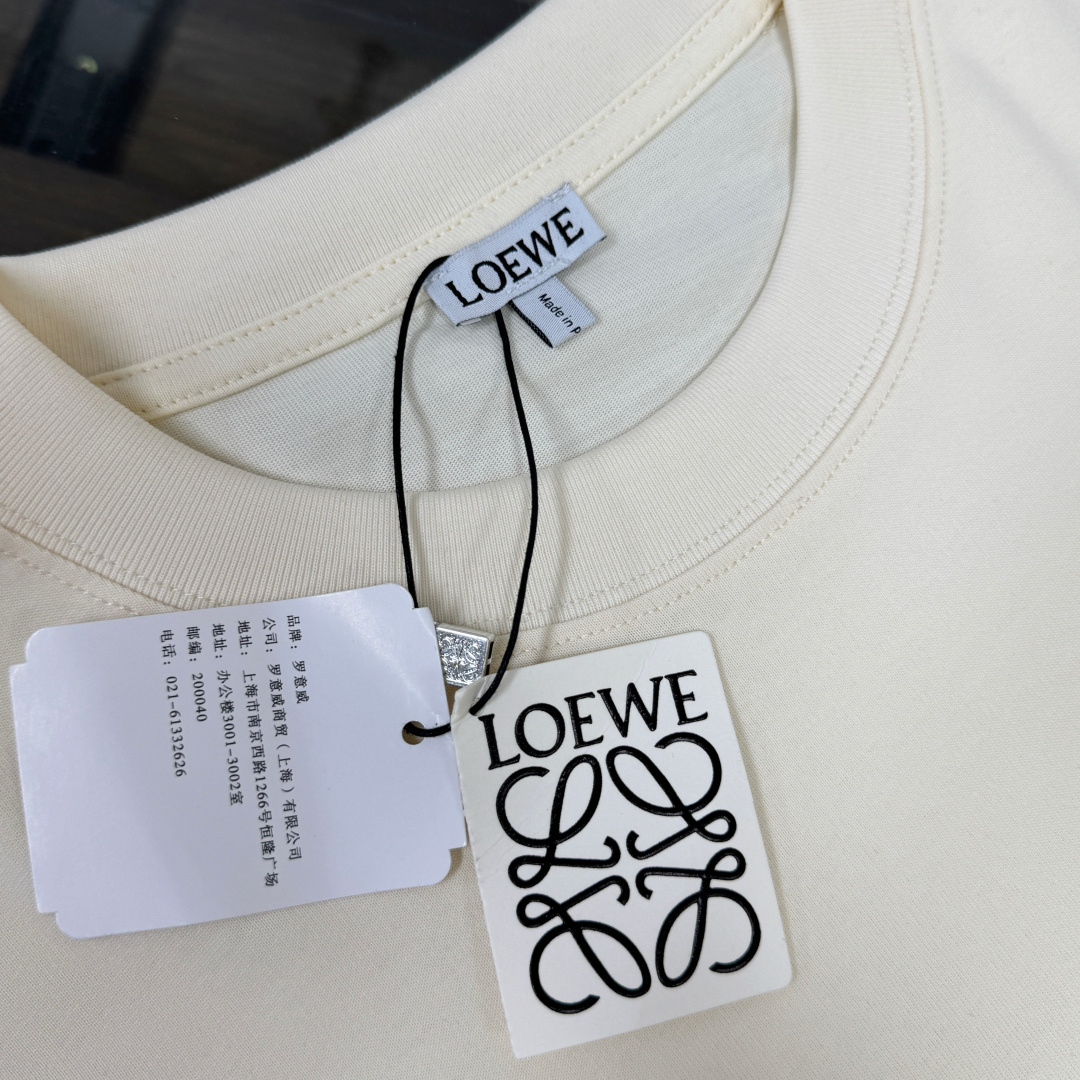 LOEWE
Made in P
品牌: 罗意威
公司: 罗意威商贸(上海)有限公司
地址: 上海市南京西路1266号恒隆广场
地址: 办公楼3001-3002室
邮编: 200040
电话: 021-61332626
LOEWE